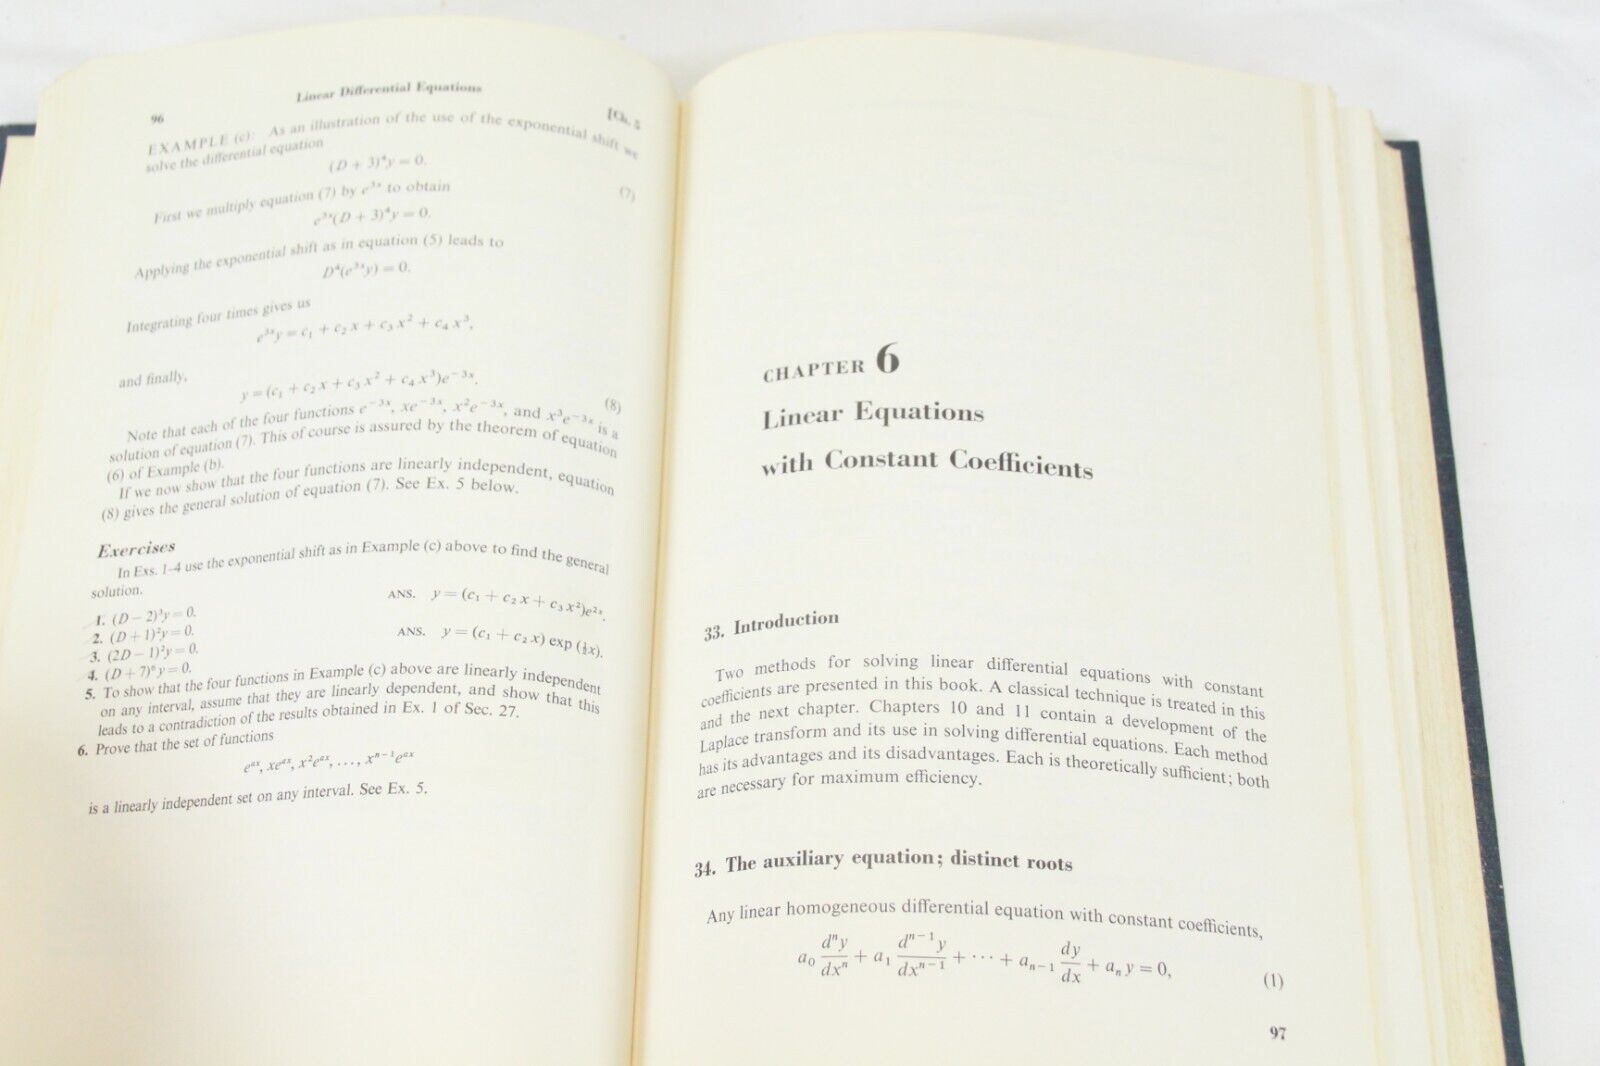 96
Linear Differential Equations
[Ch. 5
EXAMPLE (c): As an illustration of the use of the exponential shift we
solve the differential equation
(D + 3)⁴y = 0. (7)
First we multiply equation (7) by e³ˣ to obtain
e³ˣ(D + 3)⁴y = 0.
Applying the exponential shift as in equation (5) leads to
D⁴(e³ˣy) = 0.
Integrating four times gives us
e³ˣy = c₁ + c₂x + c₃x² + c₄x³,
and finally,
y = (c₁ + c₂x + c₃x² + c₄x³)e⁻³ˣ. (8)
Note that each of the four functions e⁻³ˣ, xe⁻³ˣ, x²e⁻³ˣ, and x³e⁻³ˣ is a
solution of equation (7). This of course is assured by the theorem of equation
(6) of Example (b).
If we now show that the four functions are linearly independent, equation
(8) gives the general solution of equation (7). See Ex. 5 below.
Exercises
In Exs. 1-4 use the exponential shift as in Example (c) above to find the general
solution.
1. (D − 2)³y = 0. ANS. y = (c₁ + c₂x + c₃x²)e²ˣ.
2. (D + 1)²y = 0.
3. (2D − 1)²y = 0. ANS. y = (c₁ + c₂x) exp (½x).
4. (D + 7)⁶y = 0.
5. To show that the four functions in Example (c) above are linearly independent
on any interval, assume that they are linearly dependent, and show that this
leads to a contradiction of the results obtained in Ex. 1 of Sec. 27.
6. Prove that the set of functions
eᵃˣ, xeᵃˣ, x²eᵃˣ, . . . , xⁿ⁻¹eᵃˣ
is a linearly independent set on any interval. See Ex. 5.
CHAPTER 6
Linear Equations
with Constant Coefficients
33. Introduction
Two methods for solving linear differential equations with constant
coefficients are presented in this book. A classical technique is treated in this
and the next chapter. Chapters 10 and 11 contain a development of the
Laplace transform and its use in solving differential equations. Each method
has its advantages and its disadvantages. Each is theoretically sufficient; both
are necessary for maximum efficiency.
34. The auxiliary equation; distinct roots
Any linear homogeneous differential equation with constant coefficients,
a₀ dⁿy/dxⁿ + a₁ dⁿ⁻¹y/dxⁿ⁻¹ + ··· + aₙ₋₁ dy/dx + aₙy = 0, (1)
97